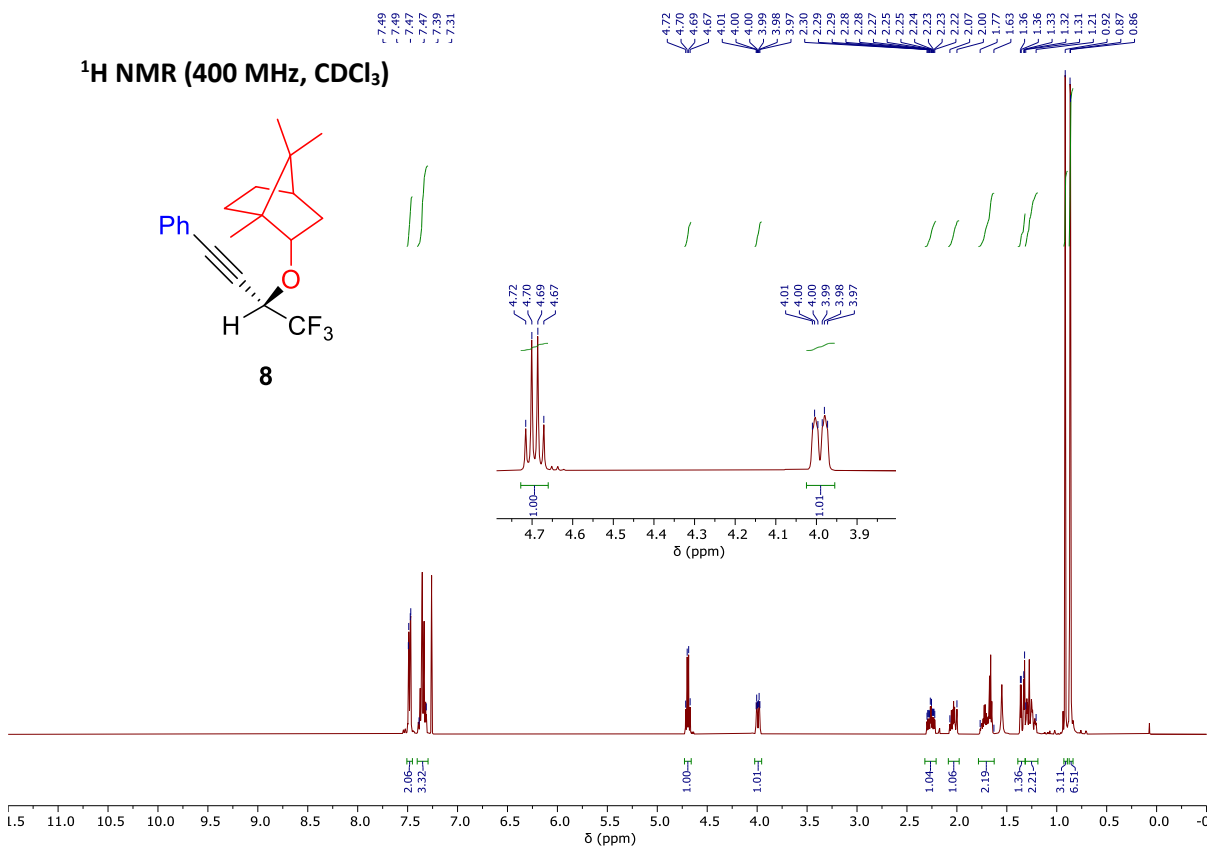 7.49 7.49 7.47 7.47 7.39 7.31
4.72 4.70 4.69 4.67 4.01 4.00 4.00 3.99 3.98 3.97 2.30 2.29 2.29 2.28 2.28 2.27 2.25 2.25 2.24 2.23 2.23 2.22 2.07 2.00 1.77 1.63 1.36 1.36 1.33 1.32 1.31 1.21 0.92 0.87 0.86
¹H NMR (400 MHz, CDCl₃)
Ph
O
H
CF₃
8
4.72 4.70 4.69 4.67
4.01 4.00 4.00 3.99 3.98 3.97
1.00 1.01
4.7 4.6 4.5 4.4 4.3 4.2 4.1 4.0 3.9
δ (ppm)
2.06 3.32 1.00 1.01 1.04 1.06 2.19 1.36 2.21 3.11 6.51
1.5 11.0 10.5 10.0 9.5 9.0 8.5 8.0 7.5 7.0 6.5 6.0 5.5 5.0 4.5 4.0 3.5 3.0 2.5 2.0 1.5 1.0 0.5 0.0 -0
δ (ppm)